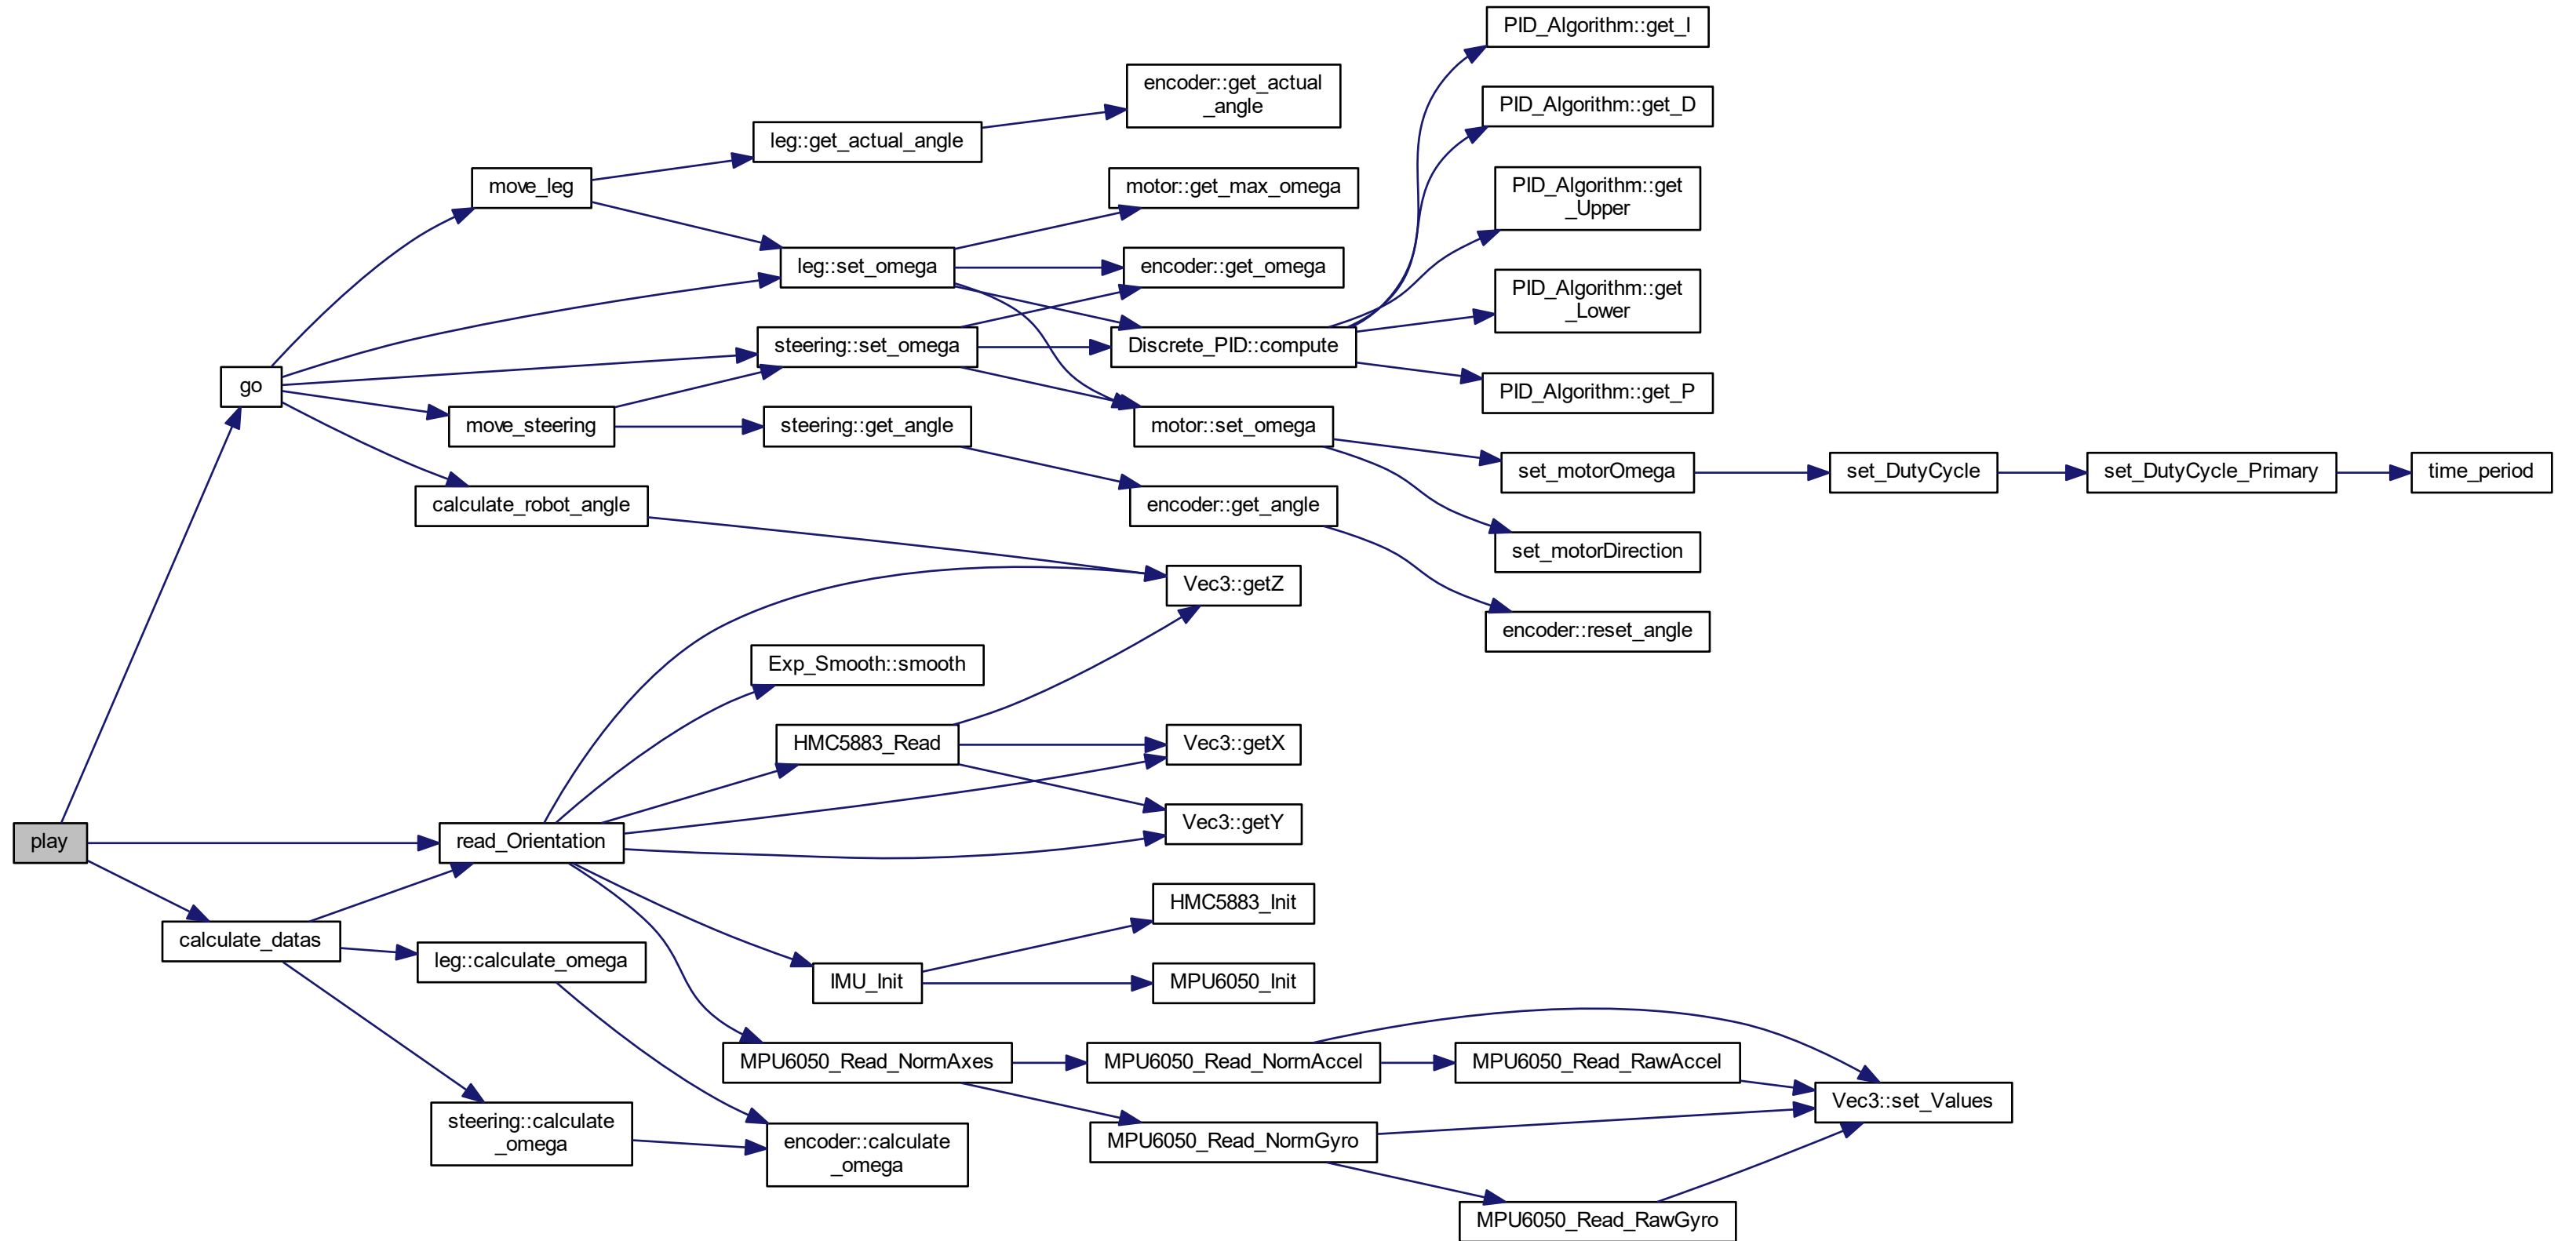 PID_Algorithm::get_I
encoder::get_actual
_angle
PID_Algorithm::get_D
leg::get_actual_angle
move_leg
motor::get_max_omega
PID_Algorithm::get
_Upper
leg::set_omega
encoder::get_omega
PID_Algorithm::get
_Lower
steering::set_omega
Discrete_PID::compute
go
PID_Algorithm::get_P
move_steering
steering::get_angle
motor::set_omega
set_motorOmega
set_DutyCycle
set_DutyCycle_Primary
time_period
calculate_robot_angle
encoder::get_angle
set_motorDirection
Vec3::getZ
encoder::reset_angle
Exp_Smooth::smooth
HMC5883_Read
Vec3::getX
Vec3::getY
play
read_Orientation
HMC5883_Init
calculate_datas
leg::calculate_omega
IMU_Init
MPU6050_Init
MPU6050_Read_NormAxes
MPU6050_Read_NormAccel
MPU6050_Read_RawAccel
Vec3::set_Values
steering::calculate
_omega
encoder::calculate
_omega
MPU6050_Read_NormGyro
MPU6050_Read_RawGyro